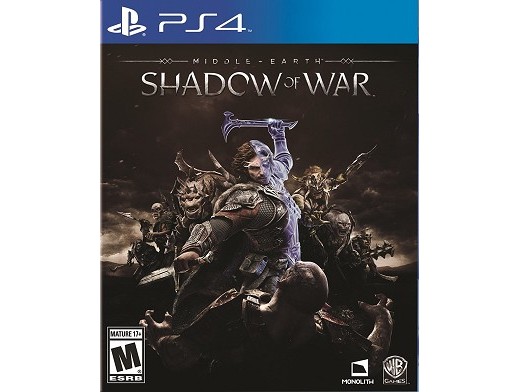 PS4
MIDDLE-EARTH
SHADOW OF WAR
MATURE 17+
M
ESRB
MONOLITH
WB
GAMES